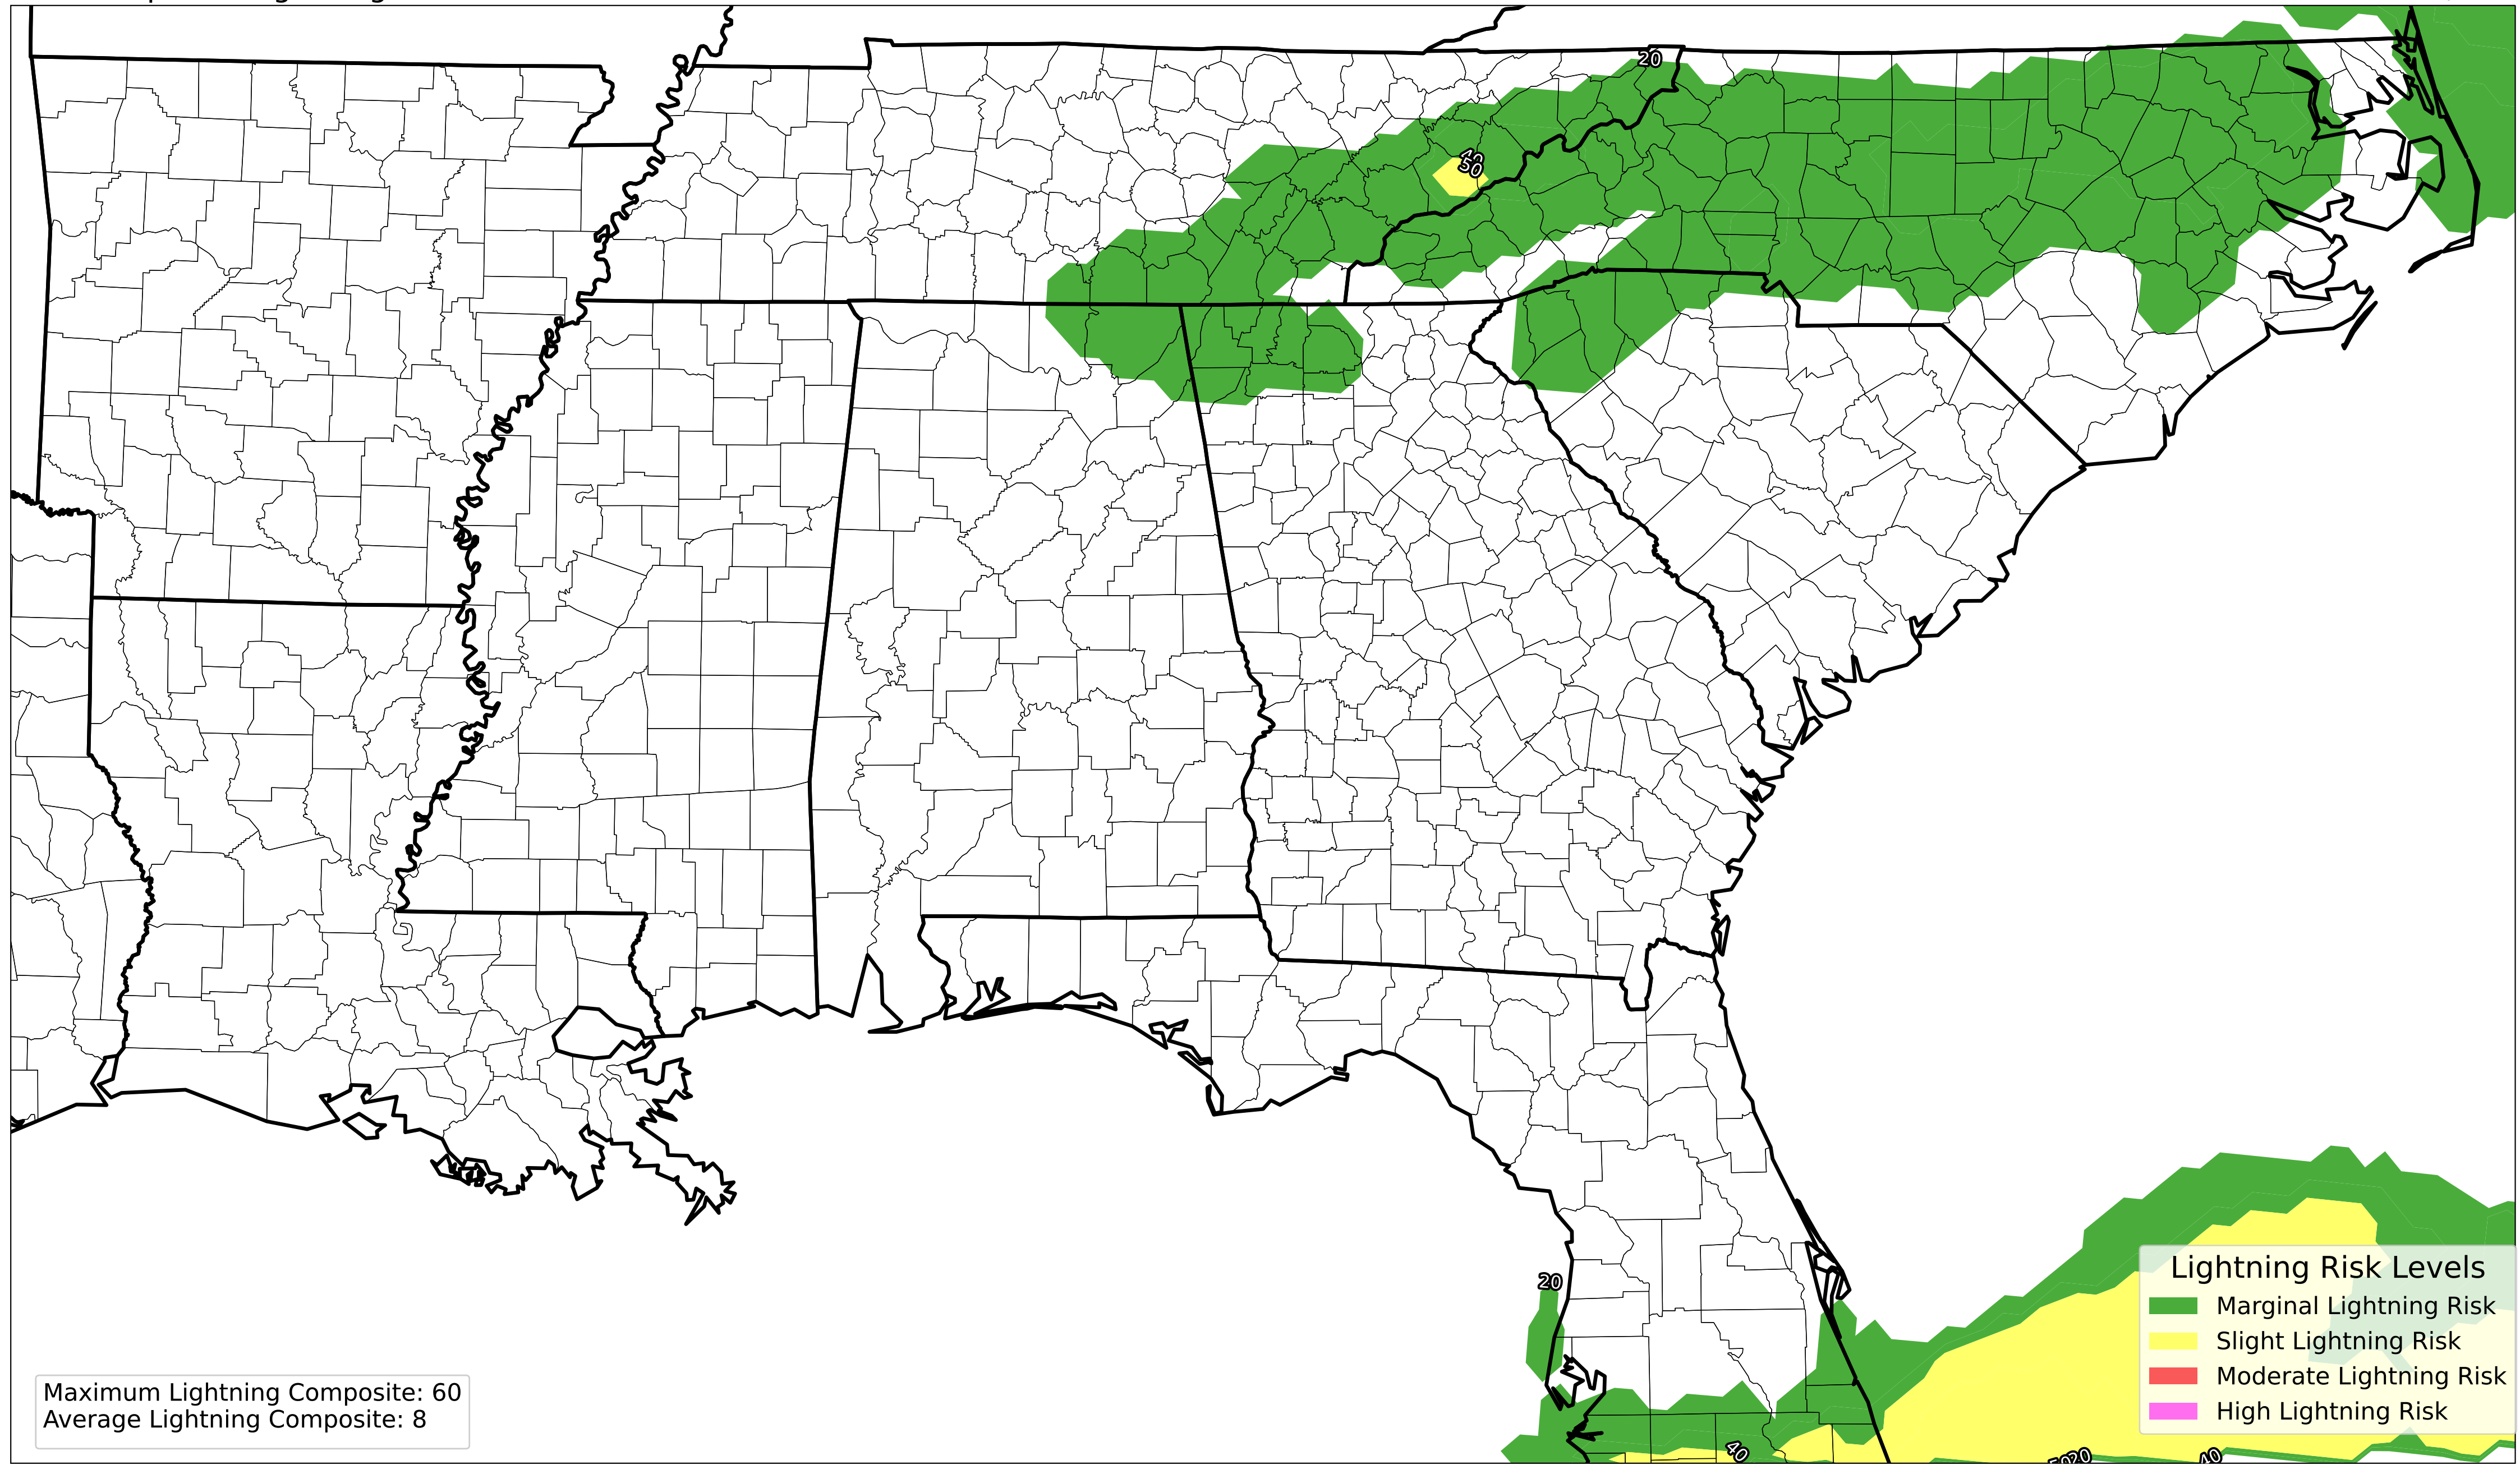 20
40
50
20
Lightning Risk Levels
Marginal Lightning Risk
Slight Lightning Risk
Moderate Lightning Risk
High Lightning Risk
Maximum Lightning Composite: 60
Average Lightning Composite: 8
40
20
40